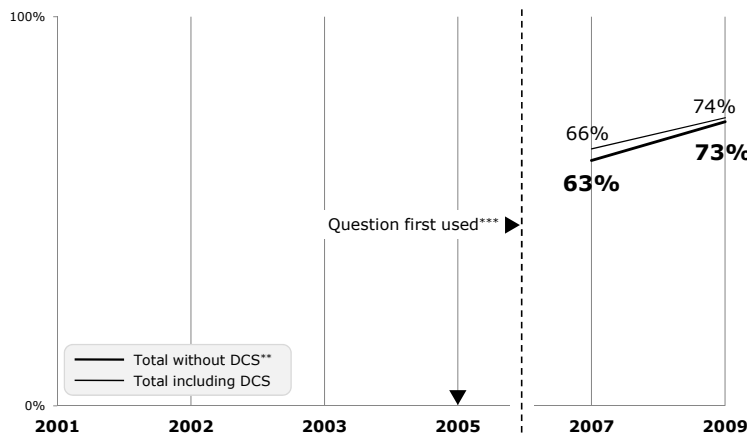 100%
74%
66%
73%
63%
Question first used***
Total without DCS**
Total including DCS
0%
2001 2002 2003 2005 2007 2009